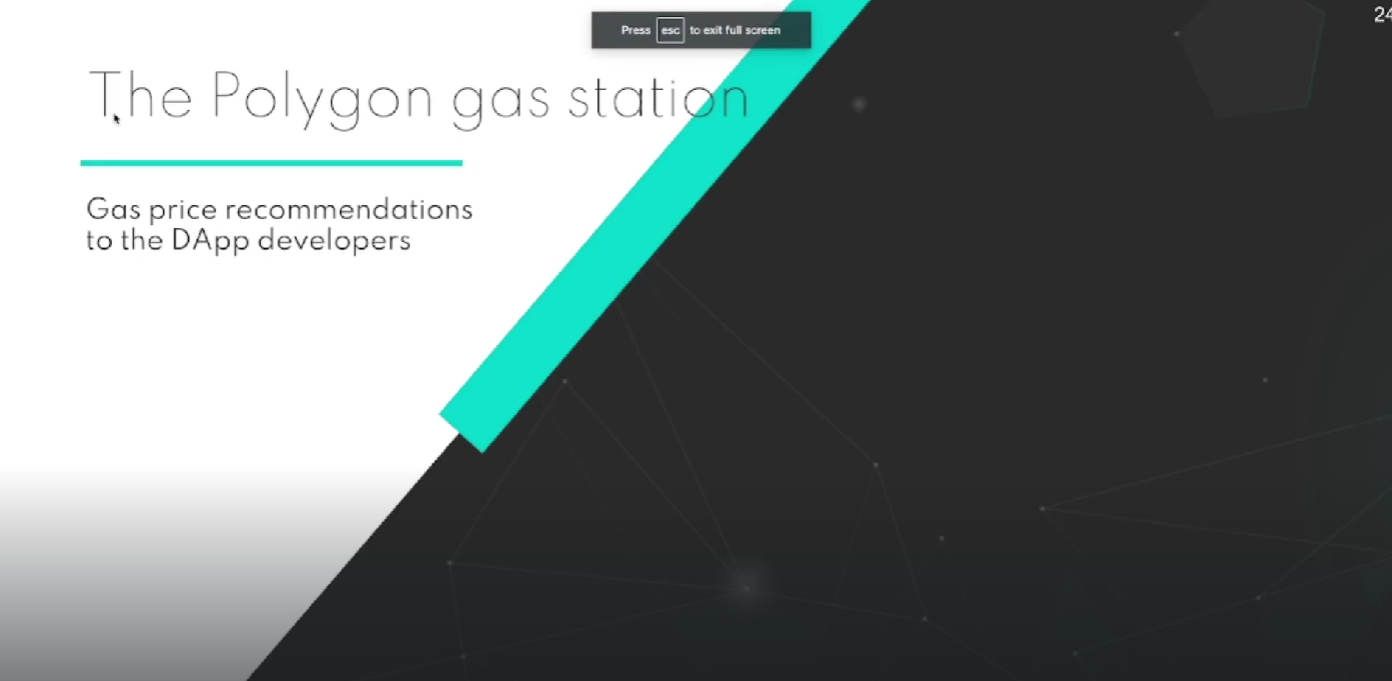 24
Press esc to exit full screen
The Polygon gas station
Gas price recommendations
to the DApp developers